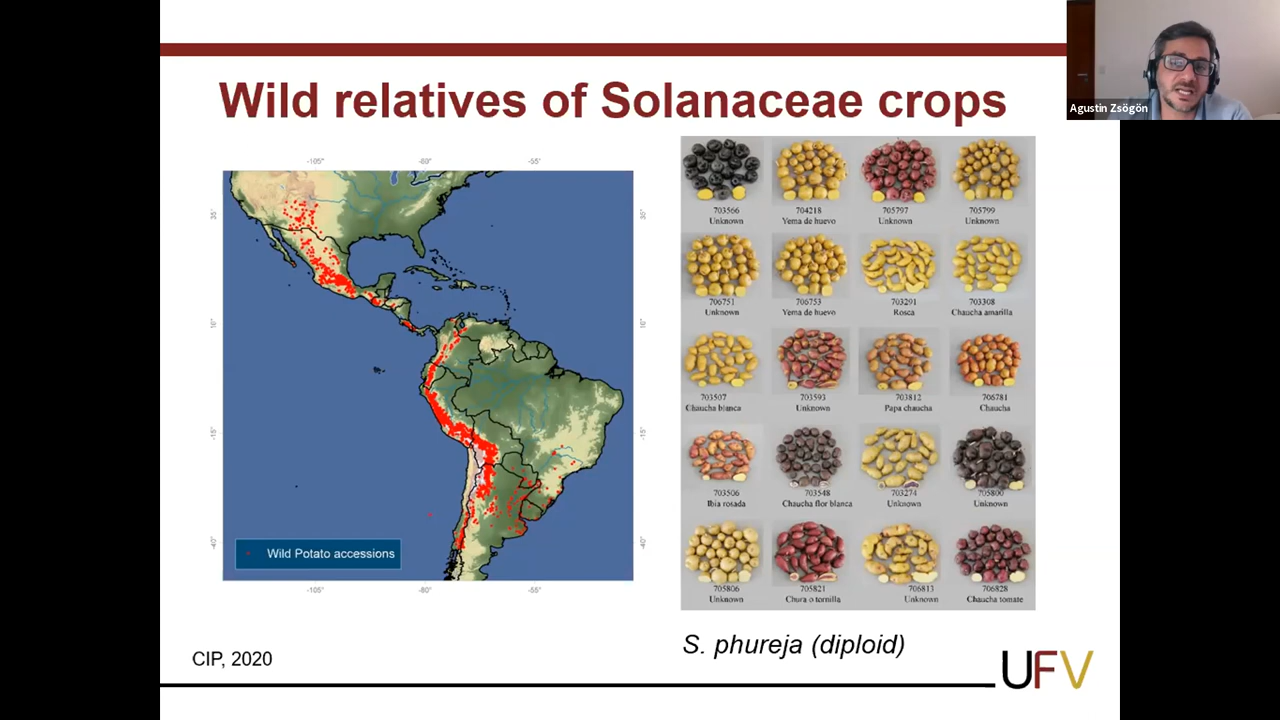 Wild relatives of Solanaceae crops
Agustin Zsögön
-105° -80° -55°
35° 35°
10° 10°
-15° -15°
-40° -40°
Wild Potato accessions
-105° -80° -55°
703566 704218 705797 705799
Unknown Yema de huevo Unknown Unknown
706751 706753 703291 703308
Unknown Yema de huevo Rosca Chaucha amarilla
703507 703593 703812 706781
Chaucha blanca Unknown Papa chaucha Chaucha
703506 703548 703274 705800
Ibia rosada Chaucha flor blanca Unknown Unknown
705806 705821 706813 706828
Unknown Chura o tornilla Unknown Chaucha tomate
S. phureja (diploid)
CIP, 2020
UFV